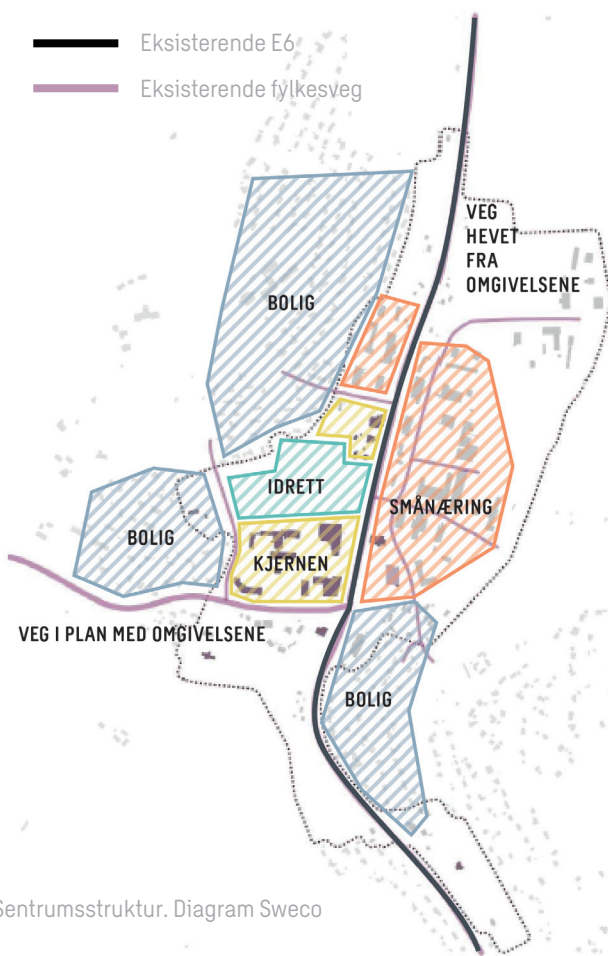 Eksisterende E6
Eksisterende fylkesveg
VEG
HEVET
FRA
OMGIVELSENE
BOLIG
IDRETT
SMÅNÆRING
BOLIG
KJERNEN
VEG I PLAN MED OMGIVELSENE
BOLIG
Sentrumsstruktur. Diagram Sweco